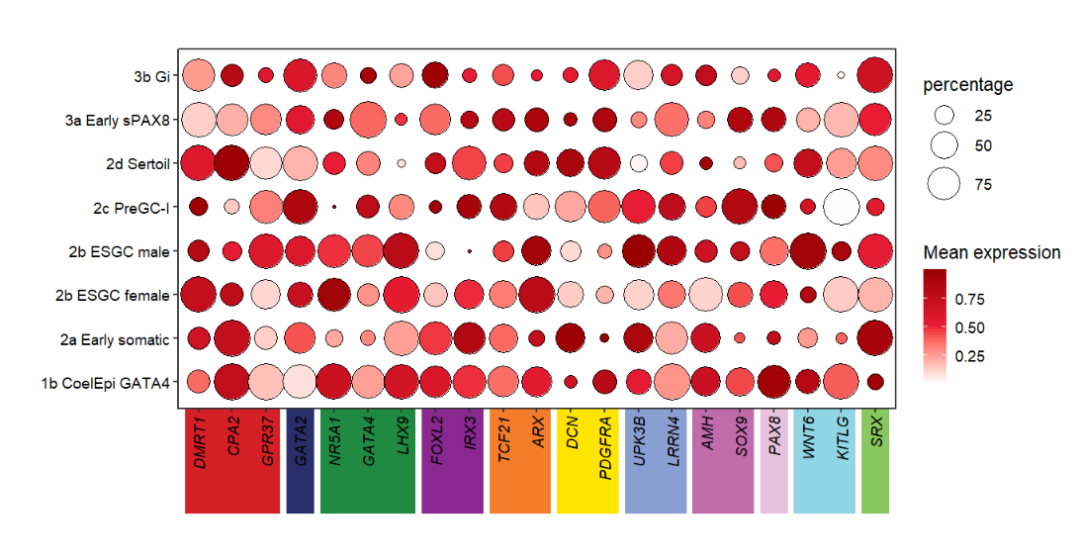 3b Gi
3a Early sPAX8
2d Sertoil
2c PreGC-I
2b ESGC male
2b ESGC female
2a Early somatic
1b CoelEpi GATA4
DMRT1
CPA2
GPR37
GATA2
NR5A1
GATA4
LHX9
FOXL2
IRX3
TCF21
ARX
DCN
PDGFRA
UPK3B
LRRN4
AMH
SOX9
PAX8
WNT6
KITLG
SRX
percentage
25
50
75
Mean expression
0.75
0.50
0.25